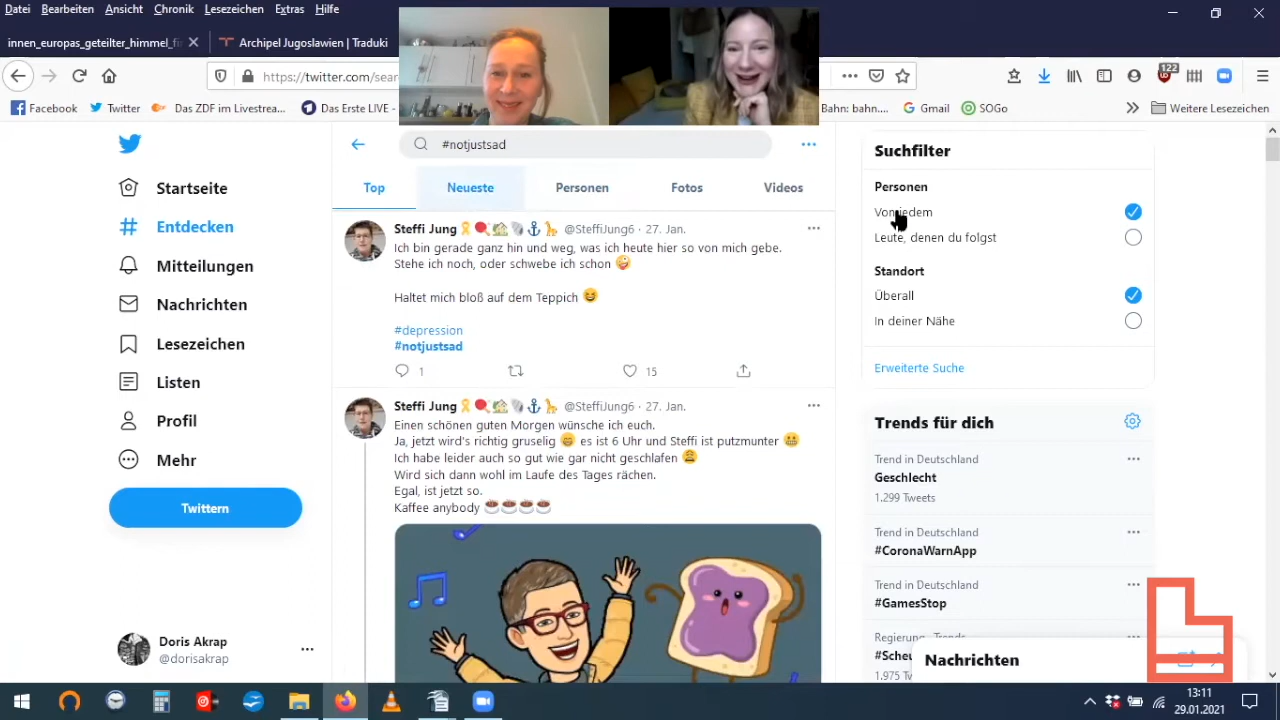 Datei Bearbeiten Ansicht Chronik Lesezeichen Extras Hilfe
innen_europas_geteilter_himmel_fi
Archipel Jugoslawien | Traduki
https://twitter.com/sear
122
Facebook
Twitter
Das ZDF im Livestrea...
Das Erste LIVE -
Bahn: bahn....
Gmail
SOGo
Weitere Lesezeichen
#notjustsad
Top
Neueste
Personen
Fotos
Videos
Startseite
Entdecken
Mitteilungen
Nachrichten
Lesezeichen
Listen
Profil
Mehr
Twittern
Doris Akrap
@dorisakrap
Steffi Jung @SteffiJung6 · 27. Jan.
Ich bin gerade ganz hin und weg, was ich heute hier so von mich gebe.
Stehe ich noch, oder schwebe ich schon 🤪
Haltet mich bloß auf dem Teppich 😆
#depression
#notjustsad
1
15
Steffi Jung @SteffiJung6 · 27. Jan.
Einen schönen guten Morgen wünsche ich euch.
Ja, jetzt wird's richtig gruselig 😁 es ist 6 Uhr und Steffi ist putzmunter 😬
Ich habe leider auch so gut wie gar nicht geschlafen 😩
Wird sich dann wohl im Laufe des Tages rächen.
Egal, ist jetzt so.
Kaffee anybody ☕☕☕☕
Suchfilter
Personen
Von jedem
Leute, denen du folgst
Standort
Überall
In deiner Nähe
Erweiterte Suche
Trends für dich
Trend in Deutschland
Geschlecht
1.299 Tweets
Trend in Deutschland
#CoronaWarnApp
Trend in Deutschland
#GamesStop
Trends
#Scheu
1.975
Nachrichten
13:11
29.01.2021